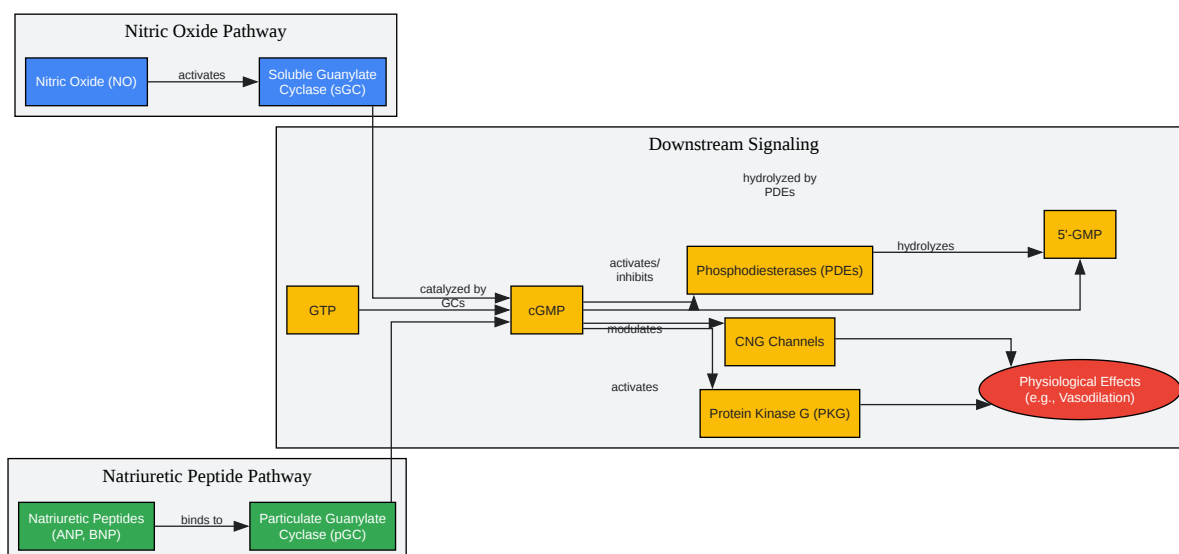 Nitric Oxide Pathway
Nitric Oxide (NO)
activates
Soluble Guanylate
Cyclase (sGC)
Downstream Signaling
hydrolyzed by
PDEs
5'-GMP
hydrolyzes
Phosphodiesterases (PDEs)
activates/
inhibits
catalyzed by
GCs
GTP
cGMP
modulates
CNG Channels
activates
Protein Kinase G (PKG)
Physiological Effects
(e.g., Vasodilation)
Natriuretic Peptide Pathway
Natriuretic Peptides
(ANP, BNP)
binds to
Particulate Guanylate
Cyclase (pGC)